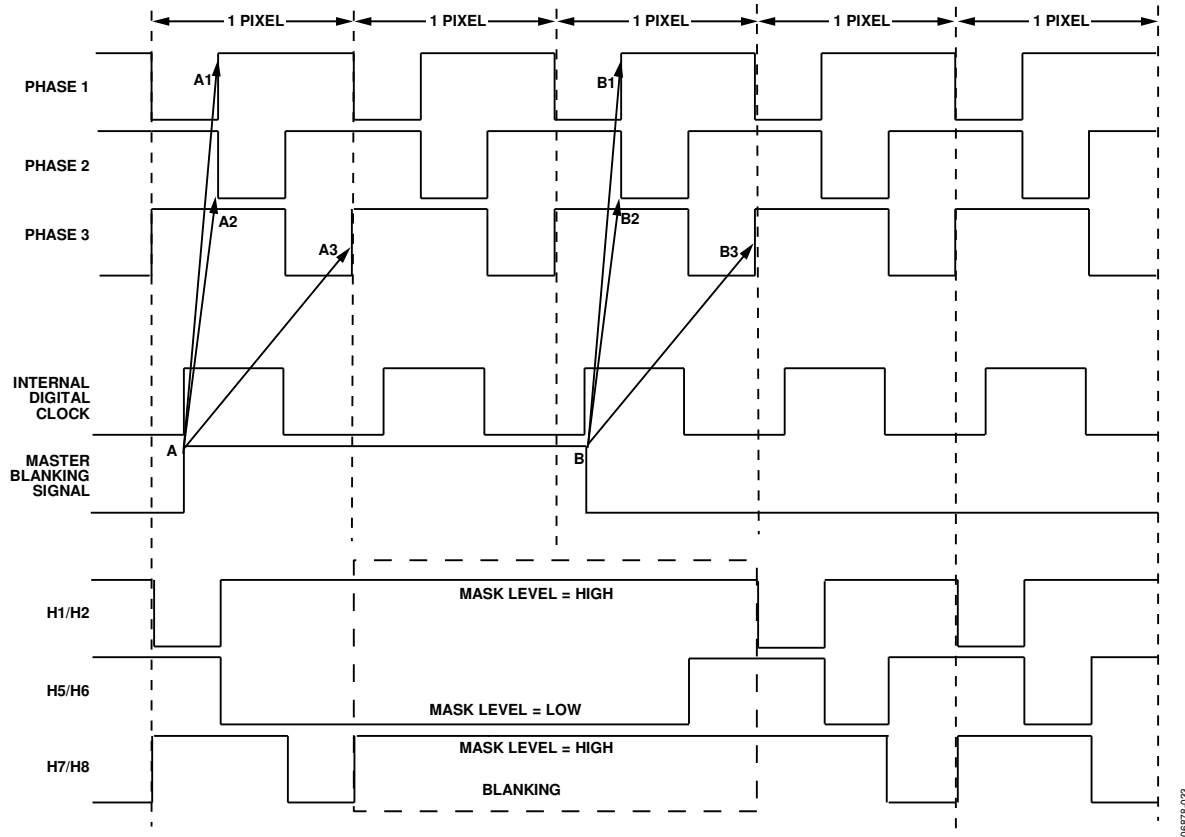 1 PIXEL 1 PIXEL 1 PIXEL 1 PIXEL 1 PIXEL
PHASE 1
A1
B1
PHASE 2
PHASE 3
A2
A3
B2
B3
INTERNAL
DIGITAL
CLOCK
A
B
MASTER
BLANKING
SIGNAL
H1/H2
MASK LEVEL = HIGH
H5/H6
MASK LEVEL = LOW
H7/H8
MASK LEVEL = HIGH
BLANKING
06878-033